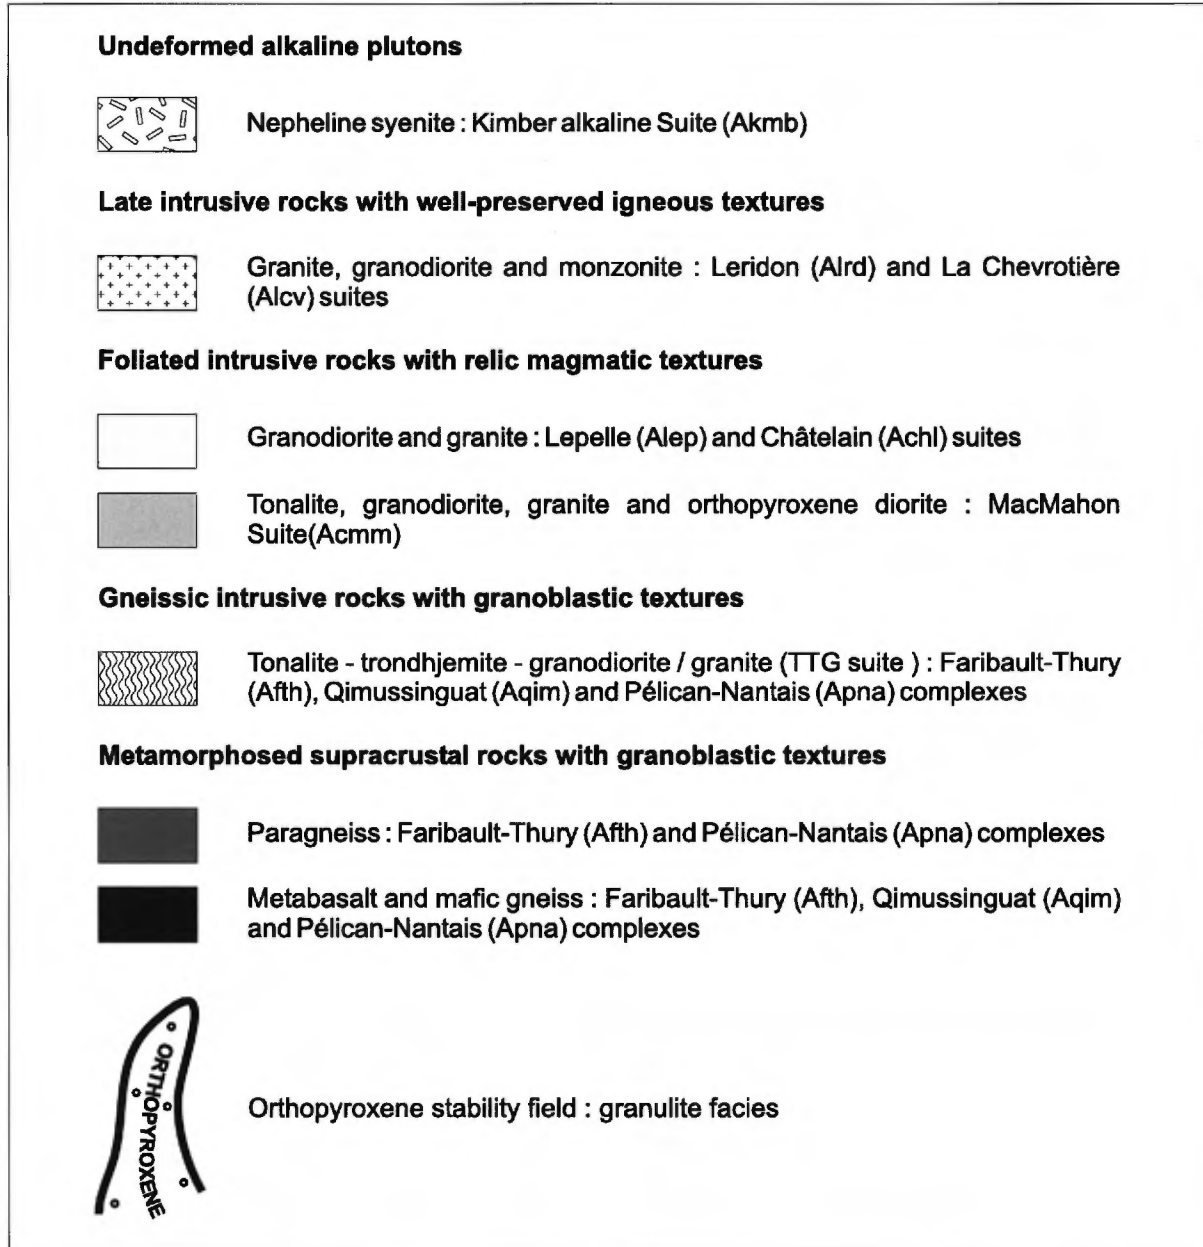 Undeformed alkaline plutons
Nepheline syenite : Kimber alkaline Suite (Akmb)
Late intrusive rocks with well-preserved igneous textures
Granite, granodiorite and monzonite : Leridon (Alrd) and La Chevrotière
(Alcv) suites
Foliated intrusive rocks with relic magmatic textures
Granodiorite and granite : Lepelle (Alep) and Châtelain (Achl) suites
Tonalite, granodiorite, granite and orthopyroxene diorite : MacMahon
Suite(Acmm)
Gneissic intrusive rocks with granoblastic textures
Tonalite - trondhjemite - granodiorite / granite (TTG suite ) : Faribault-Thury
(Afth), Qimussinguat (Aqim) and Pélican-Nantais (Apna) complexes
Metamorphosed supracrustal rocks with granoblastic textures
Paragneiss : Faribault-Thury (Afth) and Pélican-Nantais (Apna) complexes
Metabasalt and mafic gneiss : Faribault-Thury (Afth), Qimussinguat (Aqim)
and Pélican-Nantais (Apna) complexes
ORTHOPYROXENE
Orthopyroxene stability field : granulite facies